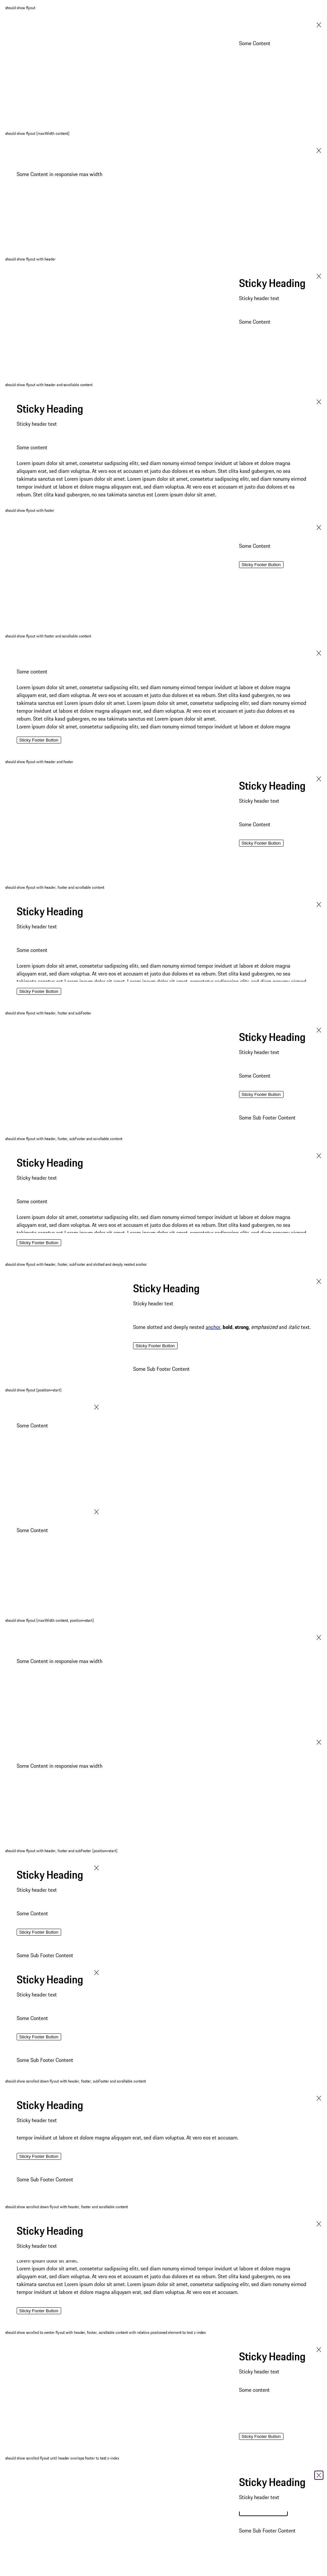 should show flyout
Some Content
should show flyout (maxWidth content)
Some Content in responsive max width
should show flyout with header
Sticky Heading
Sticky header text
Some Content
should show flyout with header and scrollable content
Sticky Heading
Sticky header text
Some content
Lorem ipsum dolor sit amet, consetetur sadipscing elitr, sed diam nonumy eirmod tempor invidunt ut labore et dolore magna
aliquyam erat, sed diam voluptua. At vero eos et accusam et justo duo dolores et ea rebum. Stet clita kasd gubergren, no sea
takimata sanctus est Lorem ipsum dolor sit amet. Lorem ipsum dolor sit amet, consetetur sadipscing elitr, sed diam nonumy eirmod
tempor invidunt ut labore et dolore magna aliquyam erat, sed diam voluptua. At vero eos et accusam et justo duo dolores et ea
rebum. Stet clita kasd gubergren, no sea takimata sanctus est Lorem ipsum dolor sit amet.
should show flyout with footer
Some Content
Sticky Footer Button
should show flyout with footer and scrollable content
Some content
Lorem ipsum dolor sit amet, consetetur sadipscing elitr, sed diam nonumy eirmod tempor invidunt ut labore et dolore magna
aliquyam erat, sed diam voluptua. At vero eos et accusam et justo duo dolores et ea rebum. Stet clita kasd gubergren, no sea
takimata sanctus est Lorem ipsum dolor sit amet. Lorem ipsum dolor sit amet, consetetur sadipscing elitr, sed diam nonumy eirmod
tempor invidunt ut labore et dolore magna aliquyam erat, sed diam voluptua. At vero eos et accusam et justo duo dolores et ea
rebum. Stet clita kasd gubergren, no sea takimata sanctus est Lorem ipsum dolor sit amet.
Lorem ipsum dolor sit amet, consetetur sadipscing elitr, sed diam nonumy eirmod tempor invidunt ut labore et dolore magna
Sticky Footer Button
should show flyout with header and footer
Sticky Heading
Sticky header text
Some Content
Sticky Footer Button
should show flyout with header, footer and scrollable content
Sticky Heading
Sticky header text
Some content
Lorem ipsum dolor sit amet, consetetur sadipscing elitr, sed diam nonumy eirmod tempor invidunt ut labore et dolore magna
aliquyam erat, sed diam voluptua. At vero eos et accusam et justo duo dolores et ea rebum. Stet clita kasd gubergren, no sea
takimata sanctus est Lorem ipsum dolor sit amet. Lorem ipsum dolor sit amet, consetetur sadipscing elitr, sed diam nonumy eirmod
Sticky Footer Button
should show flyout with header, footer and subFooter
Sticky Heading
Sticky header text
Some Content
Sticky Footer Button
Some Sub Footer Content
should show flyout with header, footer, subFooter and scrollable content
Sticky Heading
Sticky header text
Some content
Lorem ipsum dolor sit amet, consetetur sadipscing elitr, sed diam nonumy eirmod tempor invidunt ut labore et dolore magna
aliquyam erat, sed diam voluptua. At vero eos et accusam et justo duo dolores et ea rebum. Stet clita kasd gubergren, no sea
takimata sanctus est Lorem ipsum dolor sit amet. Lorem ipsum dolor sit amet, consetetur sadipscing elitr, sed diam nonumy eirmod
Sticky Footer Button
should show flyout with header, footer, subFooter and slotted and deeply nested anchor
Sticky Heading
Sticky header text
Some slotted and deeply nested anchor, bold, strong, emphasized and italic text.
Sticky Footer Button
Some Sub Footer Content
should show flyout (position=start)
Some Content
Some Content
should show flyout (maxWidth content, position=start)
Some Content in responsive max width
Some Content in responsive max width
should show flyout with header, footer and subFooter (position=start)
Sticky Heading
Sticky header text
Some Content
Sticky Footer Button
Some Sub Footer Content
Sticky Heading
Sticky header text
Some Content
Sticky Footer Button
Some Sub Footer Content
should show scrolled down flyout with header, footer, subFooter and scrollable content
Sticky Heading
Sticky header text
tempor invidunt ut labore et dolore magna aliquyam erat, sed diam voluptua. At vero eos et accusam.
Sticky Footer Button
Some Sub Footer Content
should show scrolled down flyout with header, footer and scrollable content
Sticky Heading
Sticky header text
Lorem ipsum dolor sit amet.
Lorem ipsum dolor sit amet, consetetur sadipscing elitr, sed diam nonumy eirmod tempor invidunt ut labore et dolore magna
aliquyam erat, sed diam voluptua. At vero eos et accusam et justo duo dolores et ea rebum. Stet clita kasd gubergren, no sea
takimata sanctus est Lorem ipsum dolor sit amet. Lorem ipsum dolor sit amet, consetetur sadipscing elitr, sed diam nonumy eirmod
tempor invidunt ut labore et dolore magna aliquyam erat, sed diam voluptua. At vero eos et accusam.
Sticky Footer Button
should show scrolled to center flyout with header, footer, scrollable content with relative positioned element to test z-index
Sticky Heading
Sticky header text
Some content
Sticky Footer Button
should show scrolled flyout until header overlaps footer to test z-index
Sticky Heading
Sticky header text
Some Sub Footer Content